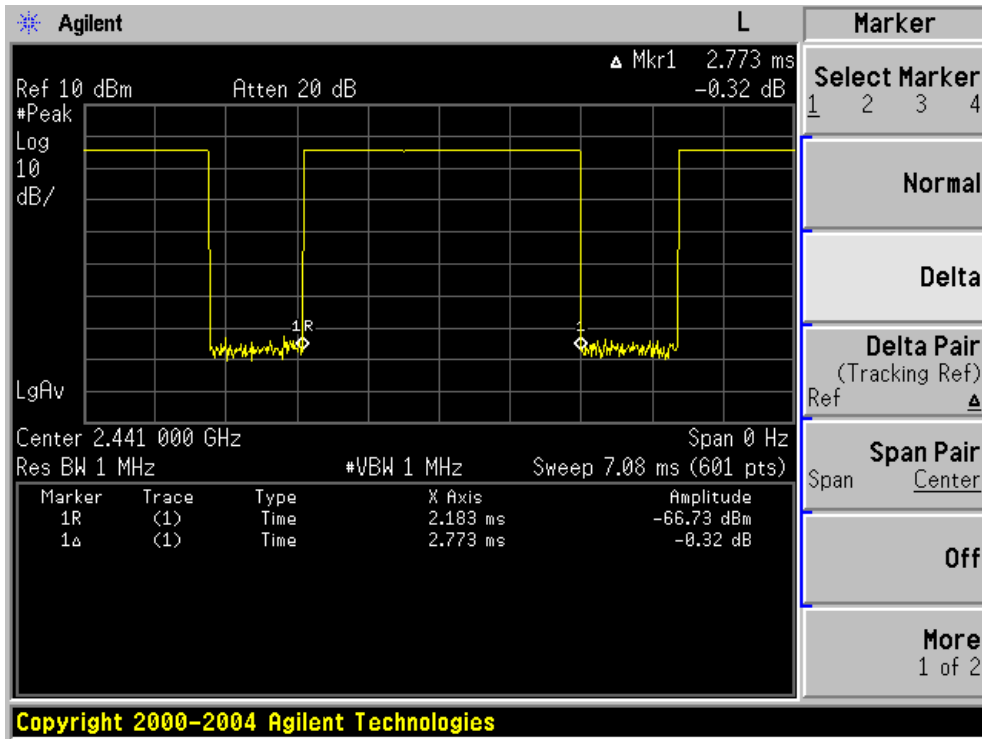 Agilent L Marker
Δ Mkr1 2.773 ms
Ref 10 dBm Atten 20 dB -0.32 dB
#Peak
Log
10
dB/
1R 1
LgAv
Center 2.441 000 GHz Span 0 Hz
Res BW 1 MHz #VBW 1 MHz Sweep 7.08 ms (601 pts)
Marker Trace Type X Axis Amplitude
1R (1) Time 2.183 ms -66.73 dBm
1Δ (1) Time 2.773 ms -0.32 dB
Select Marker
1 2 3 4
Normal
Delta
Delta Pair
(Tracking Ref)
Ref Δ
Span Pair
Span Center
Off
More
1 of 2
Copyright 2000-2004 Agilent Technologies